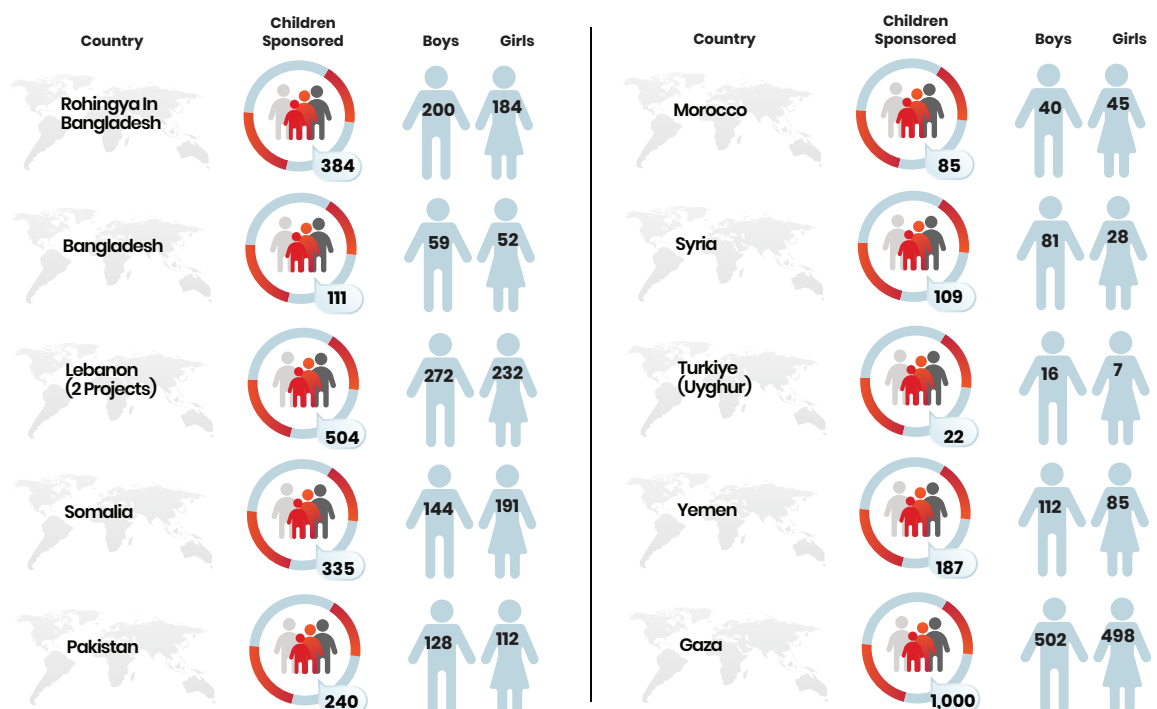 Country
Children
Sponsored
Boys
Girls
Rohingya In
Bangladesh
384
200
184
Bangladesh
111
59
52
Lebanon
(2 Projects)
504
272
232
Somalia
335
144
191
Pakistan
240
128
112
Country
Children
Sponsored
Boys
Girls
Morocco
85
40
45
Syria
109
81
28
Turkiye
(Uyghur)
22
16
7
Yemen
187
112
85
Gaza
1,000
502
498